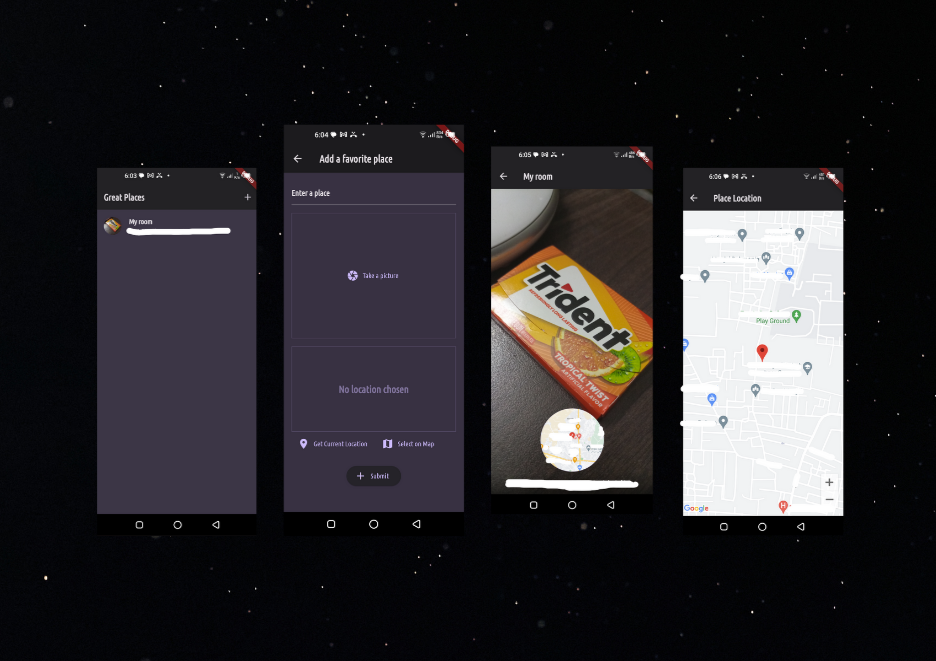 6:03
Great Places
My room
6:04
Add a favorite place
Enter a place
Take a picture
No location chosen
Get Current Location
Select on Map
Submit
6:05
My room
Trident
TROPICAL TWIST
ARTIFICIAL FLAVOR
6:06
Place Location
Play Ground
H
Google